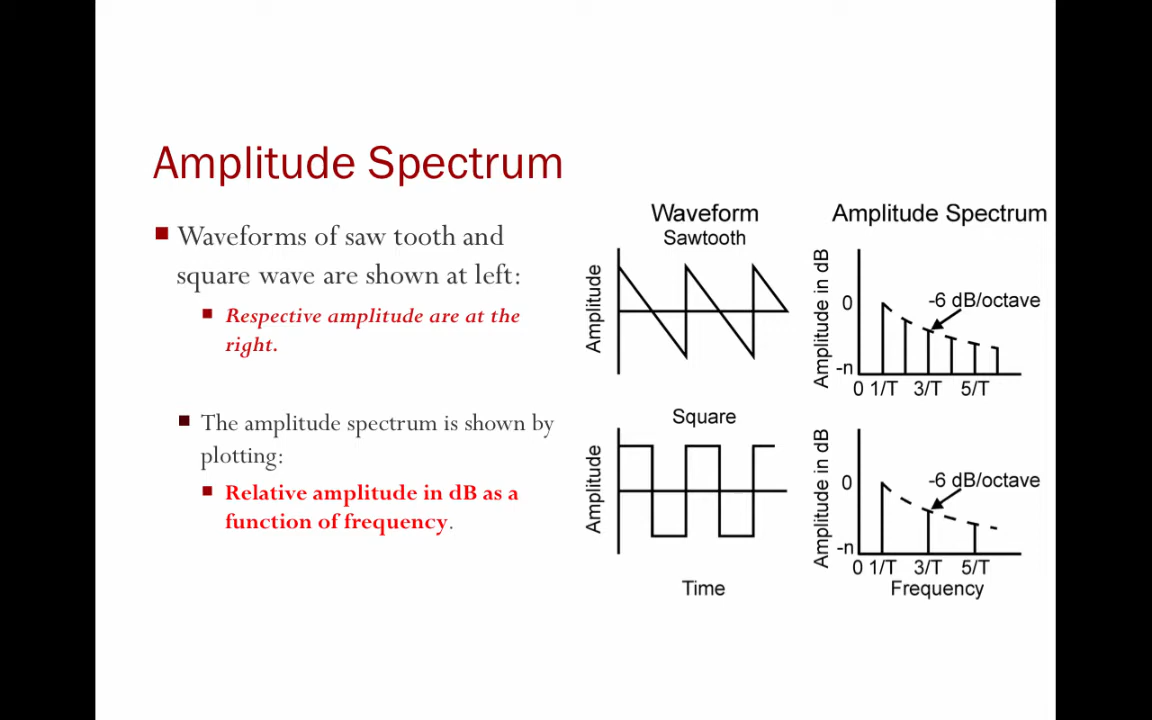 Amplitude Spectrum
Waveforms of saw tooth and
square wave are shown at left:
Respective amplitude are at the
right.
The amplitude spectrum is shown by
plotting:
Relative amplitude in dB as a
function of frequency.
Waveform
Sawtooth
Amplitude
Amplitude Spectrum
Amplitude in dB
0
-n
-6 dB/octave
0 1/T 3/T 5/T
Square
Amplitude
Time
Amplitude in dB
0
-n
-6 dB/octave
0 1/T 3/T 5/T
Frequency